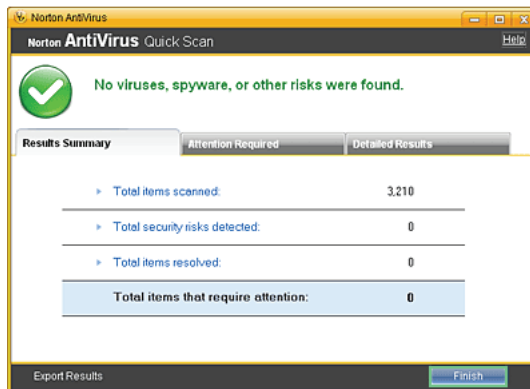 Norton AntiVirus
Norton AntiVirus Quick Scan Help
No viruses, spyware, or other risks were found.
Results Summary Attention Required Detailed Results
Total items scanned: 3,210
Total security risks detected: 0
Total items resolved: 0
Total items that require attention: 0
Export Results Finish